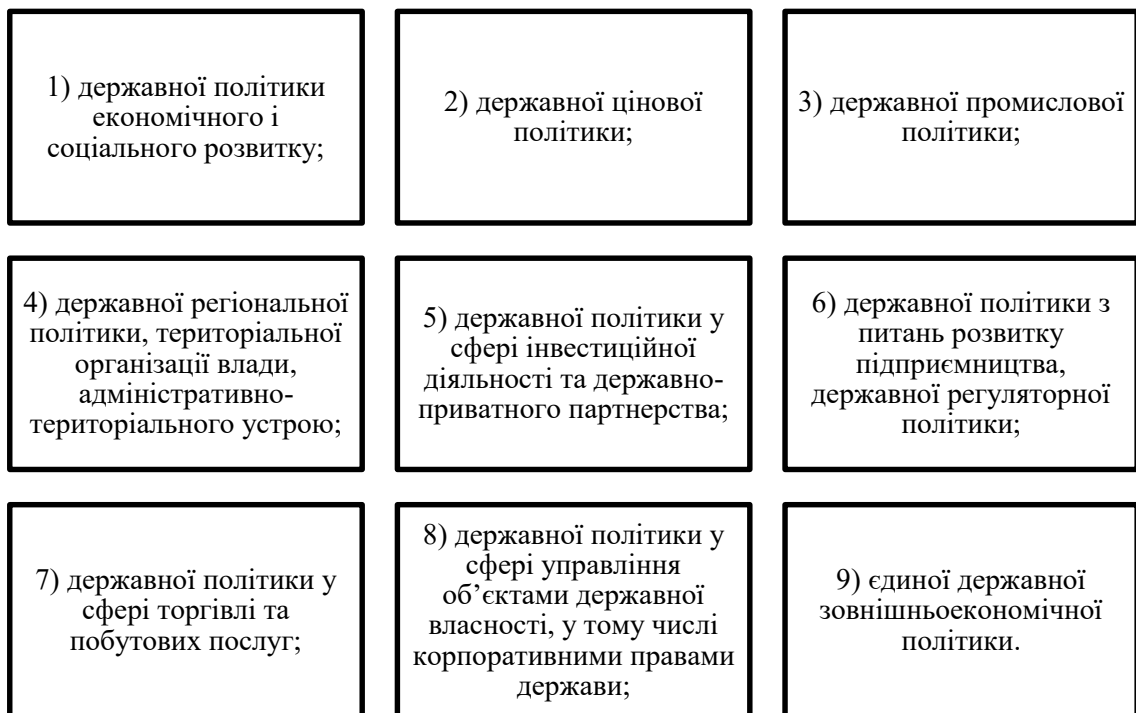 1) державної політики
економічного і
соціального розвитку;
2) державної цінової
політики;
3) державної промислової
політики;
4) державної регіональної
політики, територіальної
організації влади,
адміністративно-
територіального устрою;
5) державної політики у
сфері інвестиційної
діяльності та державно-
приватного партнерства;
6) державної політики з
питань розвитку
підприємництва,
державної регуляторної
політики;
7) державної політики у
сфері торгівлі та
побутових послуг;
8) державної політики у
сфері управління
об’єктами державної
власності, у тому числі
корпоративними правами
держави;
9) єдиної державної
зовнішньоекономічної
політики.